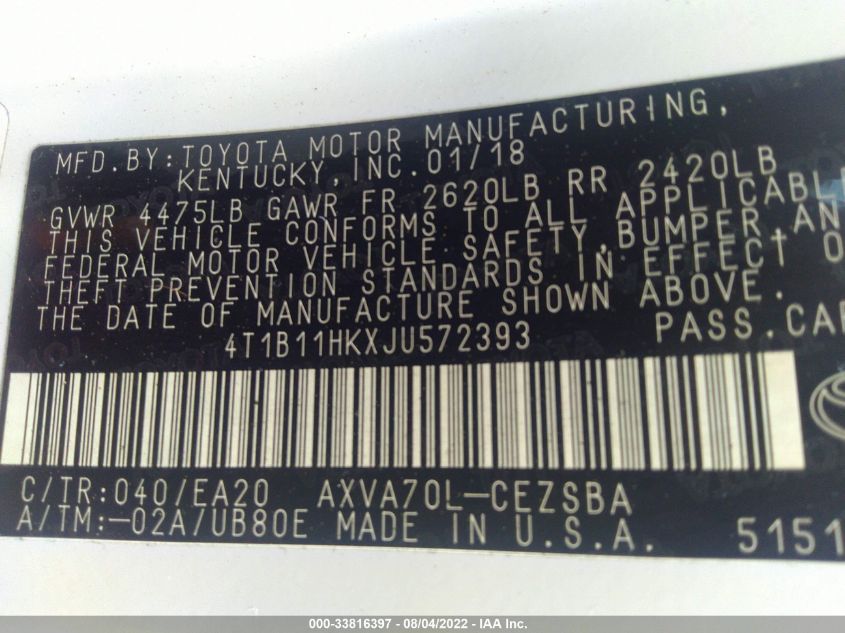 MFD.BY:TOYOTA MOTOR MANUFACTURING,
KENTUCKY,INC.01/18
GVWR 4475LB GAWR FR 2620LB RR 2420LB
THIS VEHICLE CONFORMS TO ALL APPLICABLE
FEDERAL MOTOR VEHICLE SAFETY,BUMPER,AN
THEFT PREVENTION STANDARDS IN EFFECT O
THE DATE OF MANUFACTURE SHOWN ABOVE.
4T1B11HKXJU572393 PASS.CAR
C/TR:040/EA20 AXVA70L-CEZSBA
A/TM:-02A/UB80E MADE IN U.S.A. 5151
000-33816397 - 08/04/2022 - IAA Inc.